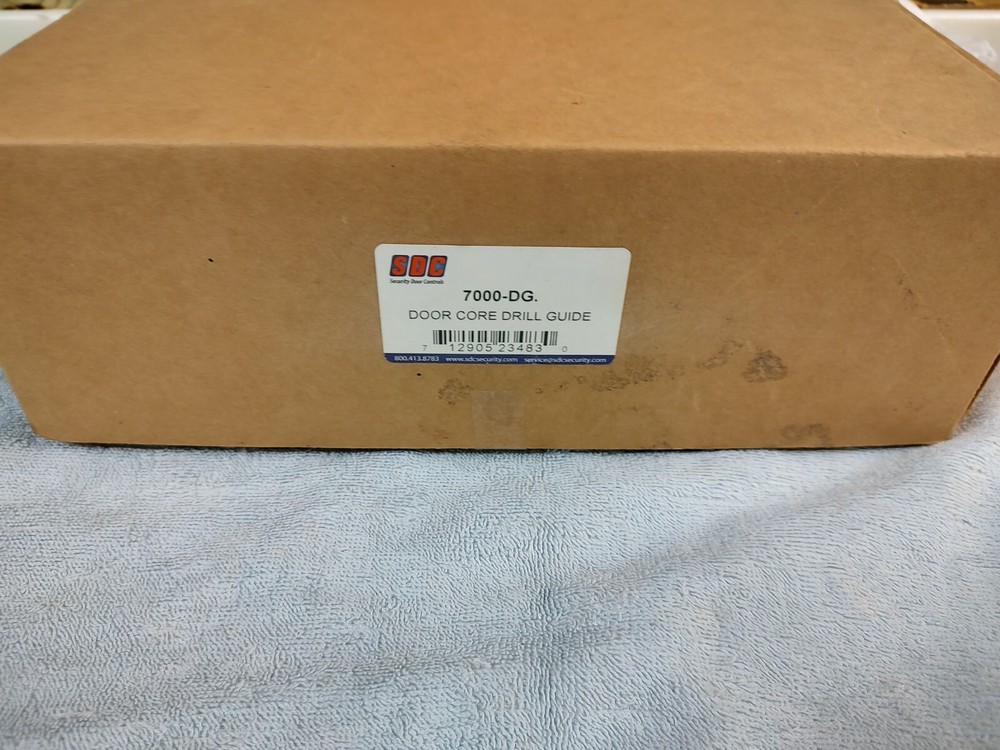 SDC
Security Door Controls
7000-DG.
DOOR CORE DRILL GUIDE
7 12905 23483 0
800.413.8783 www.sdcsecurity.com service@sdcsecurity.com